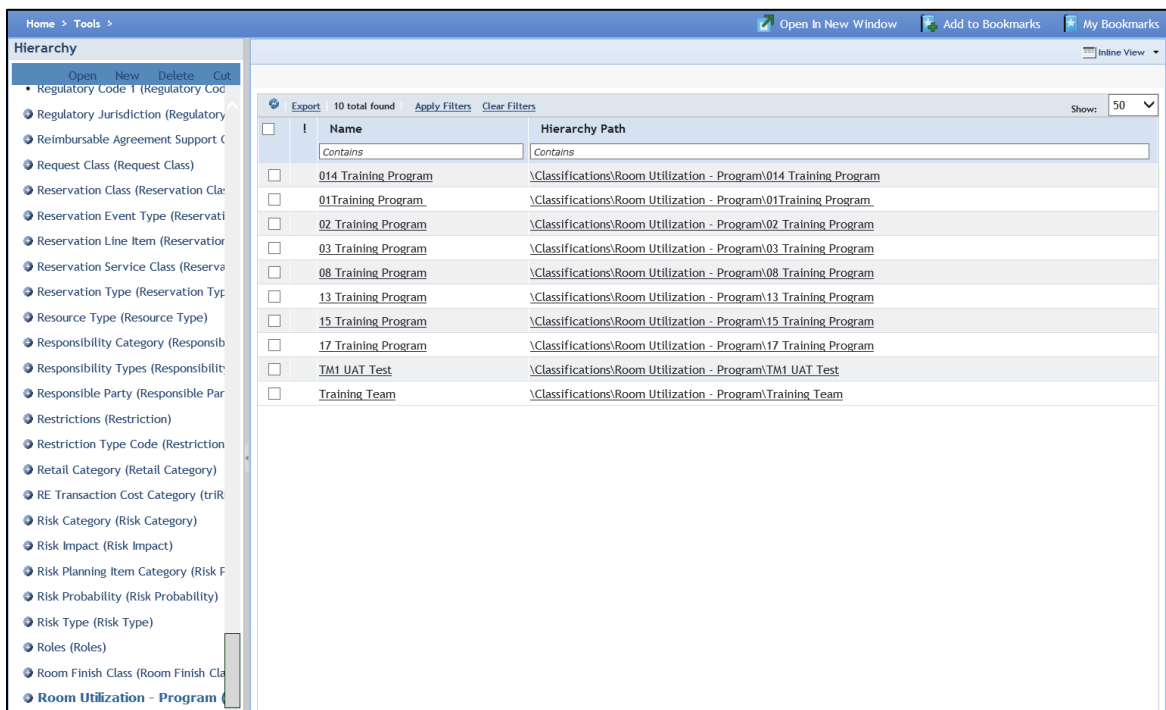 Home > Tools >
Open In New Window
Add to Bookmarks
My Bookmarks
Hierarchy
Inline View
Open New Delete Cut
Regulatory Code 1 (Regulatory Cod
Regulatory Jurisdiction (Regulatory
Reimbursable Agreement Support
Request Class (Request Class)
Reservation Class (Reservation Clas
Reservation Event Type (Reservati
Reservation Line Item (Reservation
Reservation Service Class (Reserva
Reservation Type (Reservation Typ
Resource Type (Resource Type)
Responsibility Category (Responsib
Responsibility Types (Responsibility
Responsible Party (Responsible Par
Restrictions (Restriction)
Restriction Type Code (Restriction
Retail Category (Retail Category)
RE Transaction Cost Category (triR
Risk Category (Risk Category)
Risk Impact (Risk Impact)
Risk Planning Item Category (Risk P
Risk Probability (Risk Probability)
Risk Type (Risk Type)
Roles (Roles)
Room Finish Class (Room Finish Cla
Room Utilization - Program (
Export 10 total found Apply Filters Clear Filters
Show: 50
! Name Hierarchy Path
Contains Contains
014 Training Program \Classifications\Room Utilization - Program\014 Training Program
01Training Program \Classifications\Room Utilization - Program\01Training Program
02 Training Program \Classifications\Room Utilization - Program\02 Training Program
03 Training Program \Classifications\Room Utilization - Program\03 Training Program
08 Training Program \Classifications\Room Utilization - Program\08 Training Program
13 Training Program \Classifications\Room Utilization - Program\13 Training Program
15 Training Program \Classifications\Room Utilization - Program\15 Training Program
17 Training Program \Classifications\Room Utilization - Program\17 Training Program
TM1 UAT Test \Classifications\Room Utilization - Program\TM1 UAT Test
Training Team \Classifications\Room Utilization - Program\Training Team